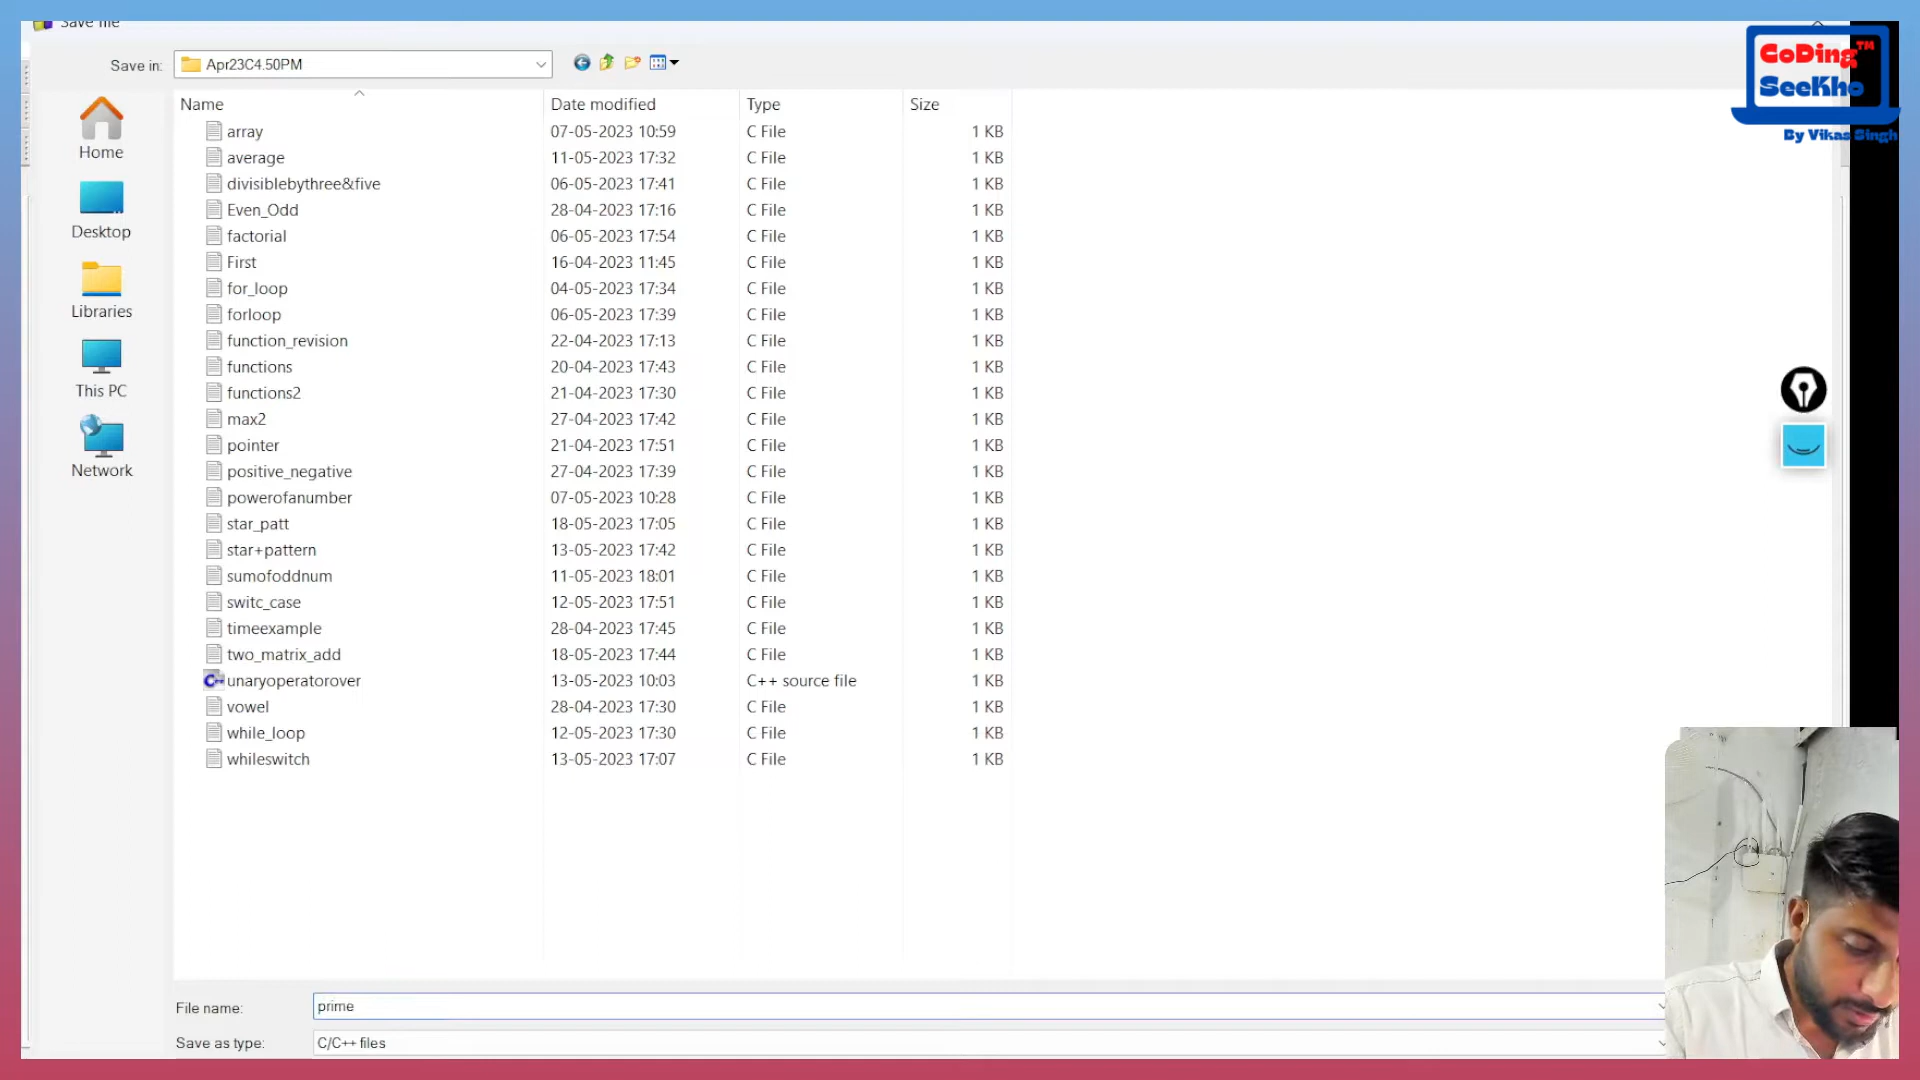 Save file
Save in: Apr23C4.50PM
Name Date modified Type Size
array 07-05-2023 10:59 C File 1 KB
average 11-05-2023 17:32 C File 1 KB
divisiblebythree&five 06-05-2023 17:41 C File 1 KB
Even_Odd 28-04-2023 17:16 C File 1 KB
factorial 06-05-2023 17:54 C File 1 KB
First 16-04-2023 11:45 C File 1 KB
for_loop 04-05-2023 17:34 C File 1 KB
forloop 06-05-2023 17:39 C File 1 KB
function_revision 22-04-2023 17:13 C File 1 KB
functions 20-04-2023 17:43 C File 1 KB
functions2 21-04-2023 17:30 C File 1 KB
max2 27-04-2023 17:42 C File 1 KB
pointer 21-04-2023 17:51 C File 1 KB
positive_negative 27-04-2023 17:39 C File 1 KB
powerofanumber 07-05-2023 10:28 C File 1 KB
star_patt 18-05-2023 17:05 C File 1 KB
star+pattern 13-05-2023 17:42 C File 1 KB
sumofoddnum 11-05-2023 18:01 C File 1 KB
switc_case 12-05-2023 17:51 C File 1 KB
timeexample 28-04-2023 17:45 C File 1 KB
two_matrix_add 18-05-2023 17:44 C File 1 KB
unaryoperatorover 13-05-2023 10:03 C++ source file 1 KB
vowel 28-04-2023 17:30 C File 1 KB
while_loop 12-05-2023 17:30 C File 1 KB
whileswitch 13-05-2023 17:07 C File 1 KB
Home
Desktop
Libraries
This PC
Network
File name: prime
Save as type: C/C++ files
CoDing™
SeeKho
By Vikas Singh